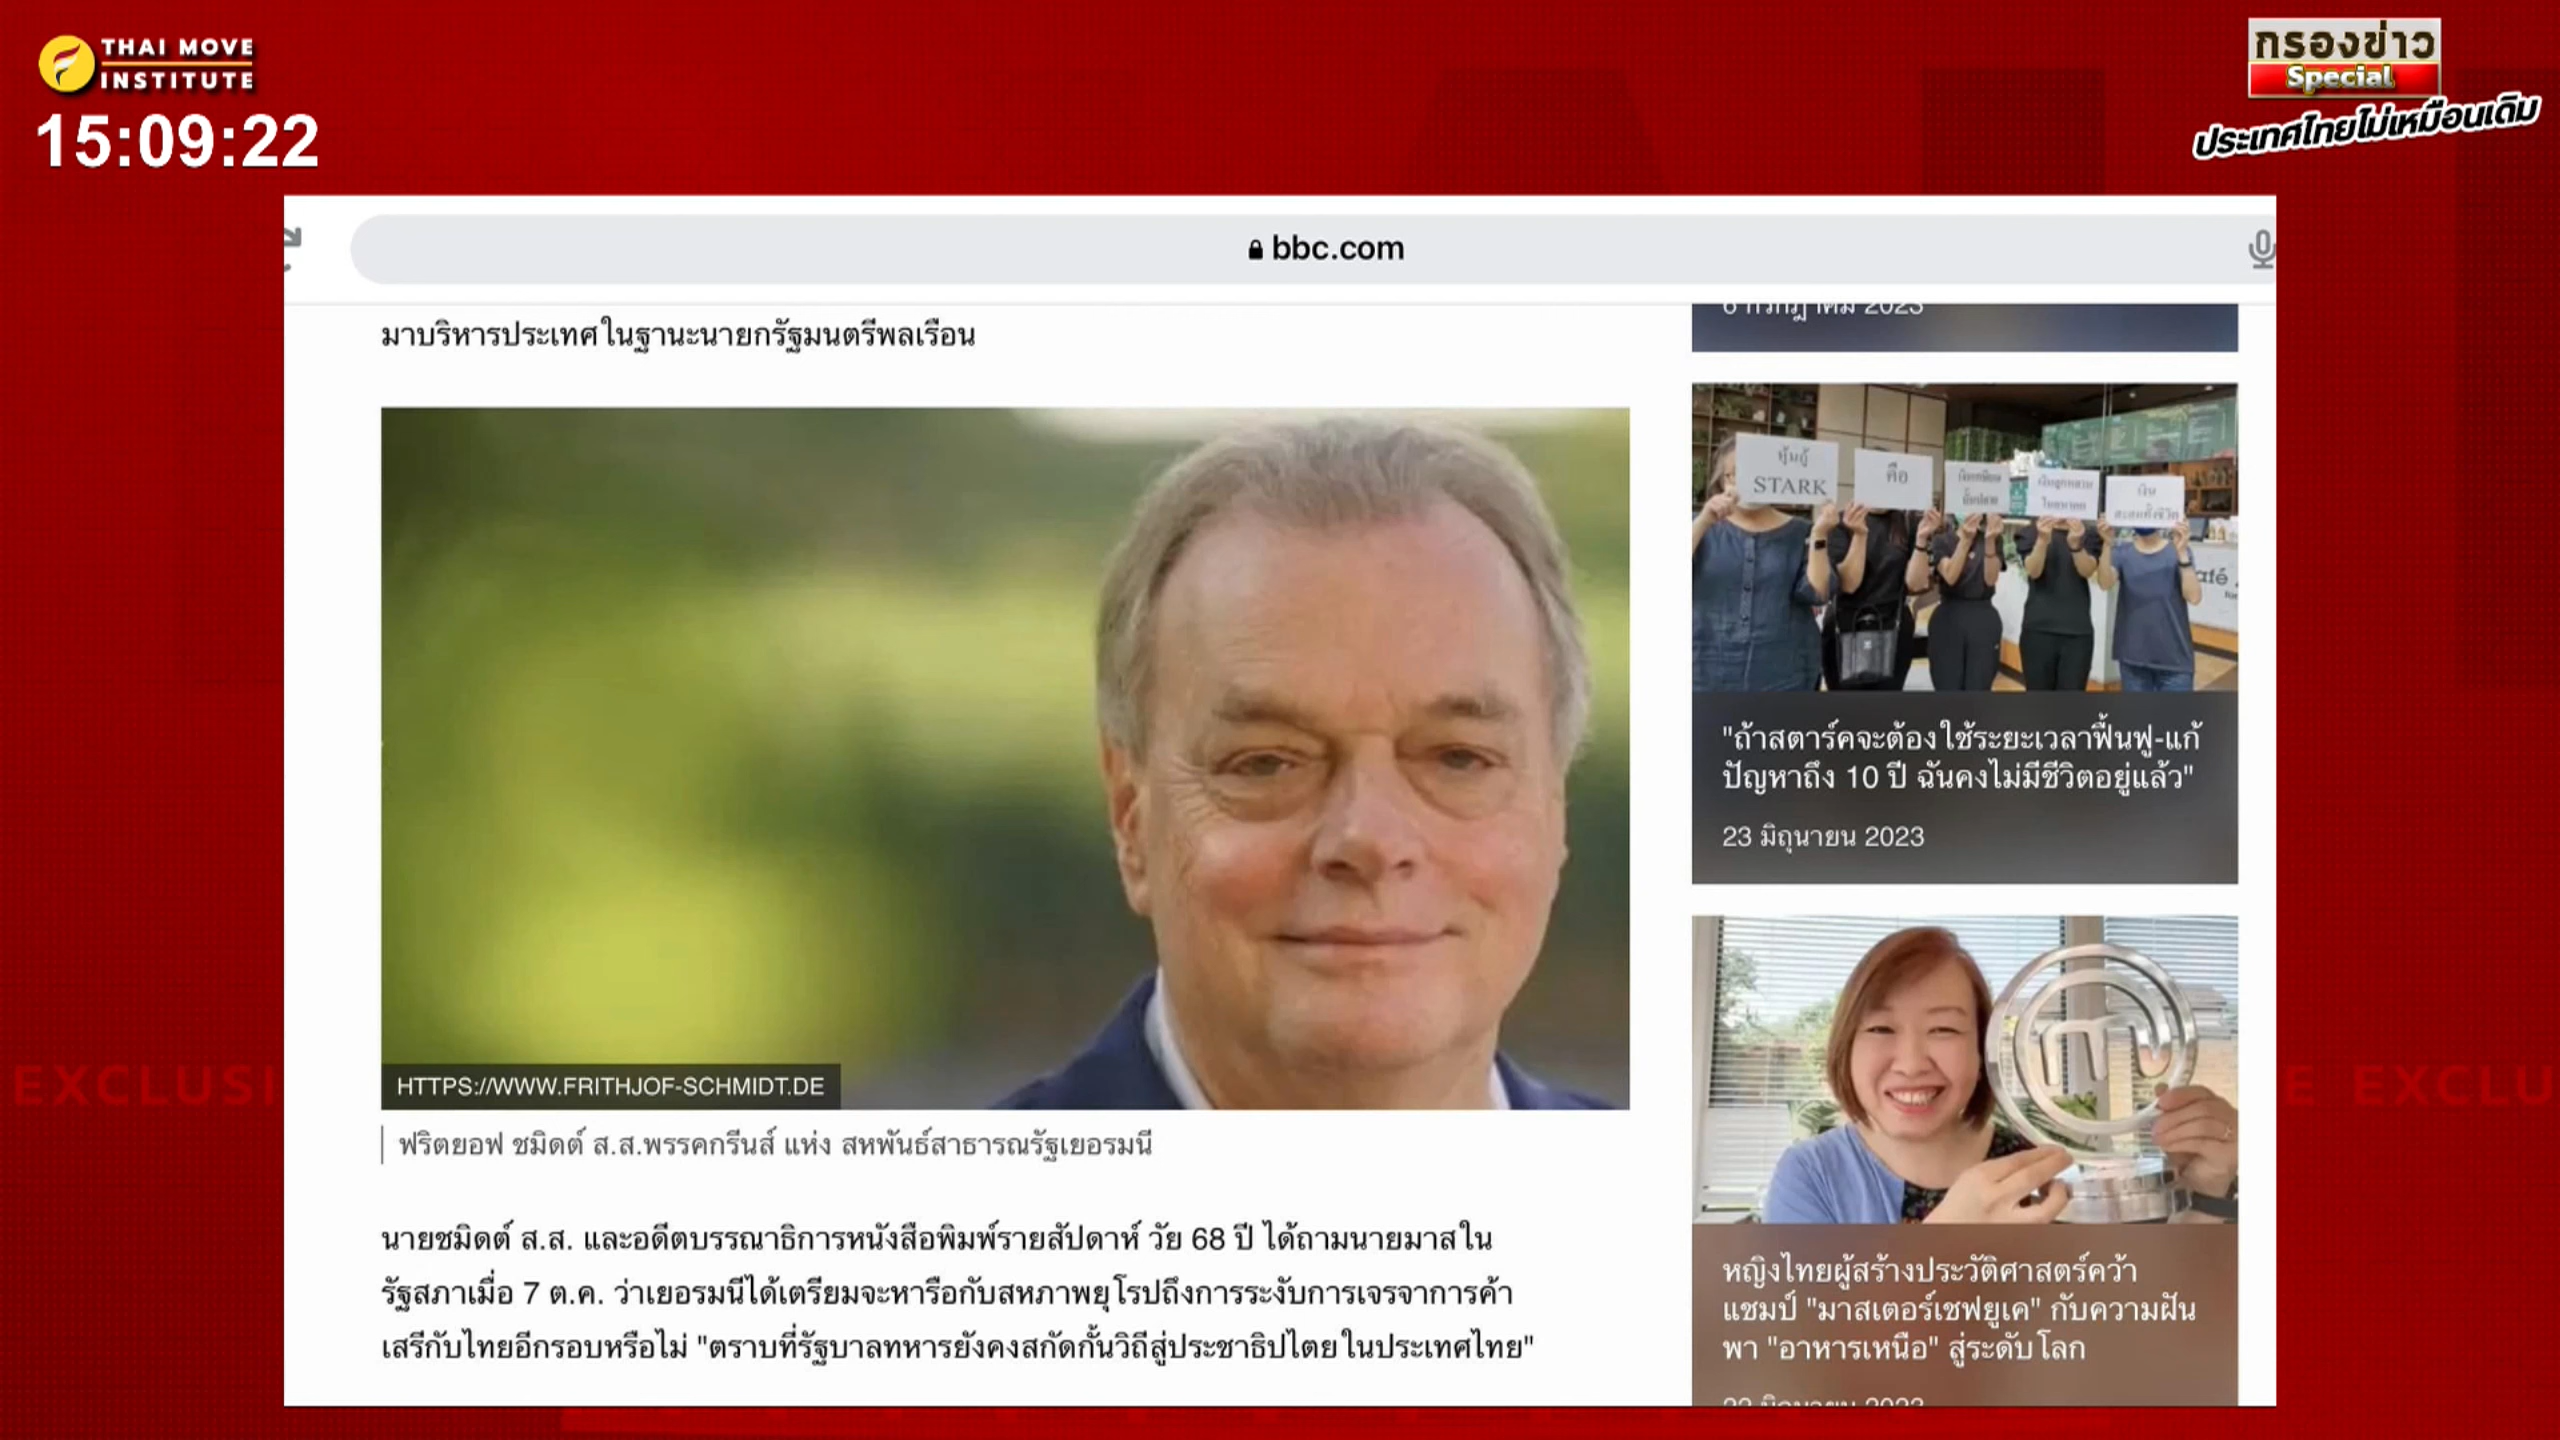 THAI MOVE
INSTITUTE
15:09:22
กรองข่าว
Special
ประเทศไทยไม่เหมือนเดิม
bbc.com
มาบริหารประเทศในฐานะนายกรัฐมนตรีพลเรือน
HTTPS://WWW.FRITHJOF-SCHMIDT.DE
ฟริตยอฟ ชมิดต์ ส.ส.พรรคกรีนส์ แห่ง สหพันธ์สาธารณรัฐเยอรมนี
นายชมิดต์ ส.ส. และอดีตบรรณาธิการหนังสือพิมพ์รายสัปดาห์ วัย 68 ปี ได้ถามนายมาสใน
รัฐสภาเมื่อ 7 ต.ค. ว่าเยอรมนีได้เตรียมจะหารือกับสหภาพยุโรปถึงการระงับการเจรจาการค้า
เสรีกับไทยอีกรอบหรือไม่ "ตราบที่รัฐบาลทหารยังคงสกัดกั้นวิถีสู่ประชาธิปไตยในประเทศไทย"
6 กรกฎาคม 2023
หุ้นกู้
STARK
คือ
เงิน
"ถ้าสตาร์คจะต้องใช้ระยะเวลาฟื้นฟู-แก้
ปัญหาถึง 10 ปี ฉันคงไม่มีชีวิตอยู่แล้ว"
23 มิถุนายน 2023
หญิงไทยผู้สร้างประวัติศาสตร์คว้า
แชมป์ "มาสเตอร์เชฟยูเค" กับความฝัน
พา "อาหารเหนือ" สู่ระดับโลก
EXCLUSI
E EXCLU